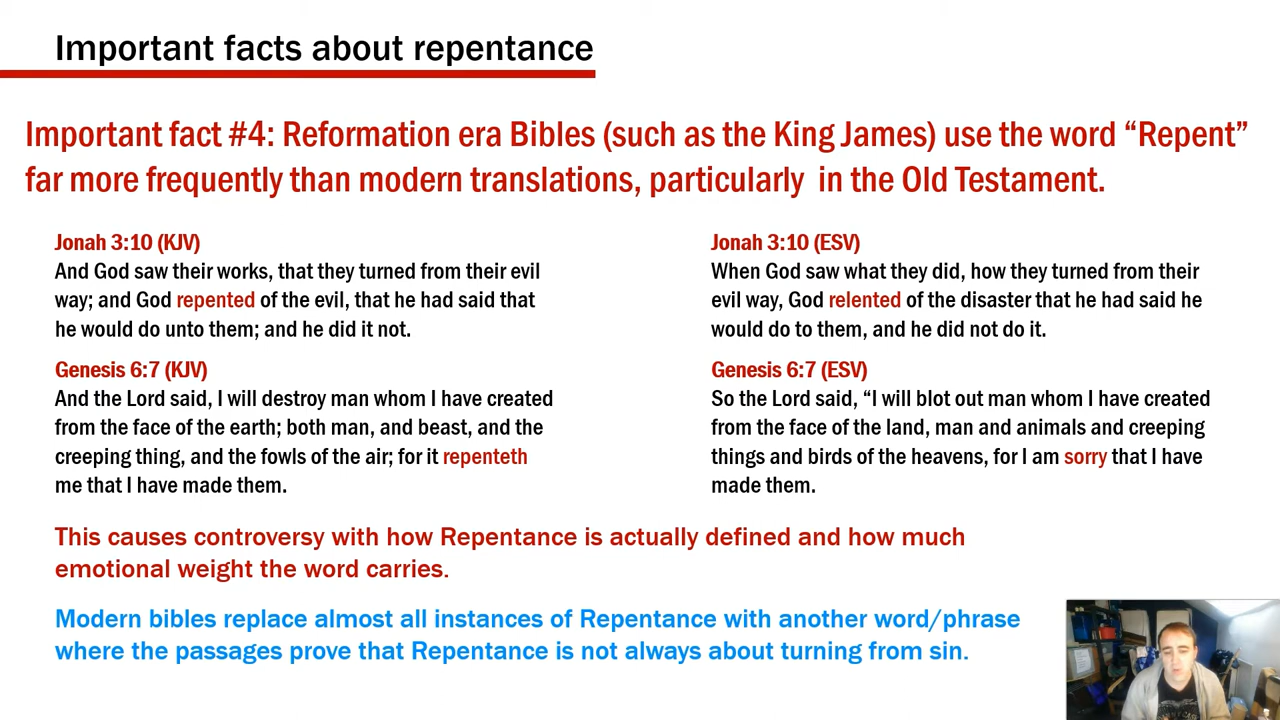 Important facts about repentance
Important fact #4: Reformation era Bibles (such as the King James) use the word “Repent”
far more frequently than modern translations, particularly in the Old Testament.
Jonah 3:10 (KJV)
And God saw their works, that they turned from their evil
way; and God repented of the evil, that he had said that
he would do unto them; and he did it not.
Genesis 6:7 (KJV)
And the Lord said, I will destroy man whom I have created
from the face of the earth; both man, and beast, and the
creeping thing, and the fowls of the air; for it repenteth
me that I have made them.
Jonah 3:10 (ESV)
When God saw what they did, how they turned from their
evil way, God relented of the disaster that he had said he
would do to them, and he did not do it.
Genesis 6:7 (ESV)
So the Lord said, “I will blot out man whom I have created
from the face of the land, man and animals and creeping
things and birds of the heavens, for I am sorry that I have
made them.
This causes controversy with how Repentance is actually defined and how much
emotional weight the word carries.
Modern bibles replace almost all instances of Repentance with another word/phrase
where the passages prove that Repentance is not always about turning from sin.